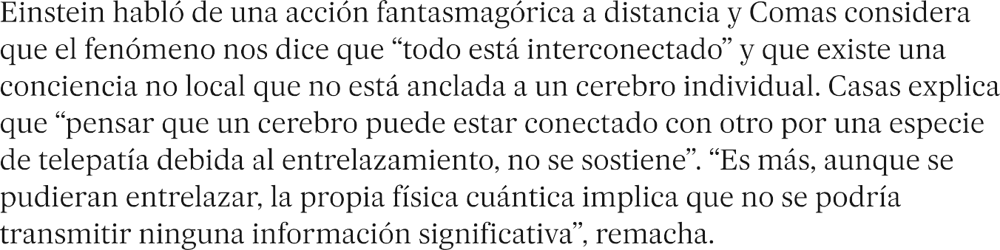 Einstein habló de una acción fantasmagórica a distancia y Comas considera
que el fenómeno nos dice que “todo está interconectado” y que existe una
conciencia no local que no está anclada a un cerebro individual. Casas explica
que “pensar que un cerebro puede estar conectado con otro por una especie
de telepatía debida al entrelazamiento, no se sostiene”. “Es más, aunque se
pudieran entrelazar, la propia física cuántica implica que no se podría
transmitir ninguna información significativa”, remacha.